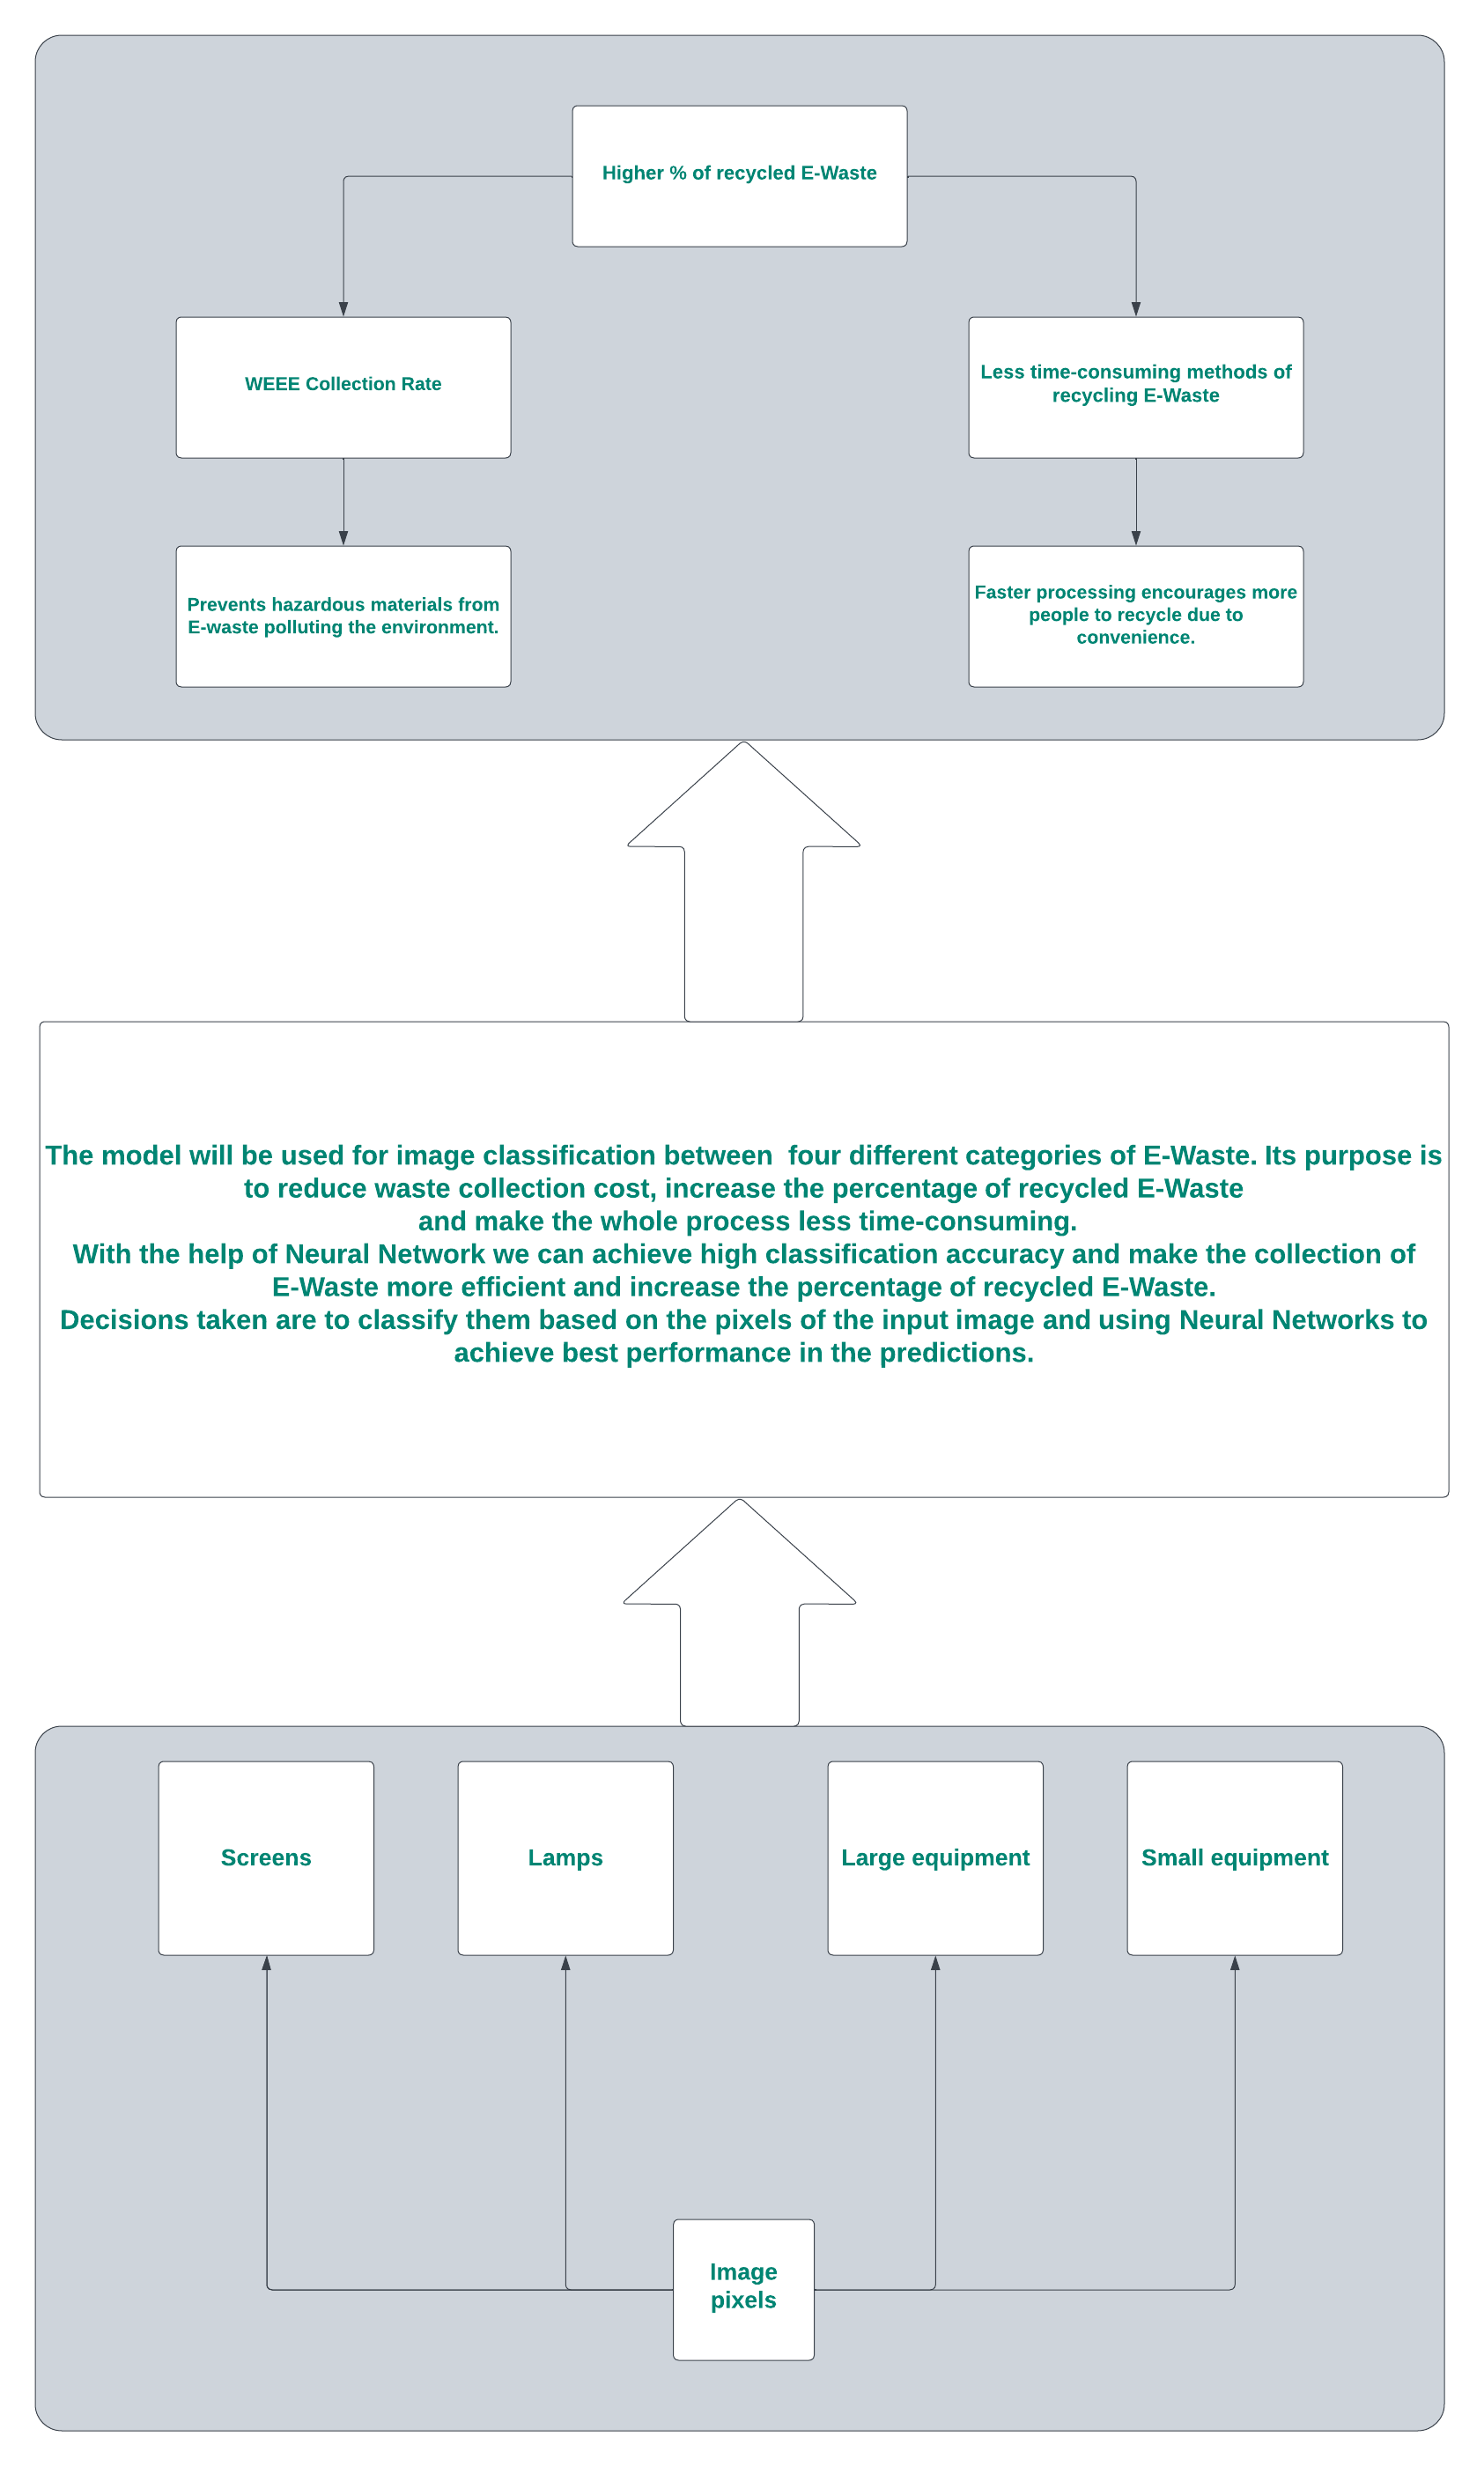 Higher % of recycled E-Waste
WEEE Collection Rate
Less time-consuming methods of
recycling E-Waste
Prevents hazardous materials from
E-waste polluting the environment.
Faster processing encourages more
people to recycle due to
convenience.
The model will be used for image classification between  four different categories of E-Waste. Its purpose is
to reduce waste collection cost, increase the percentage of recycled E-Waste
and make the whole process less time-consuming.
With the help of Neural Network we can achieve high classification accuracy and make the collection of
E-Waste more efficient and increase the percentage of recycled E-Waste.
Decisions taken are to classify them based on the pixels of the input image and using Neural Networks to
achieve best performance in the predictions.
Screens
Lamps
Large equipment
Small equipment
Image
pixels